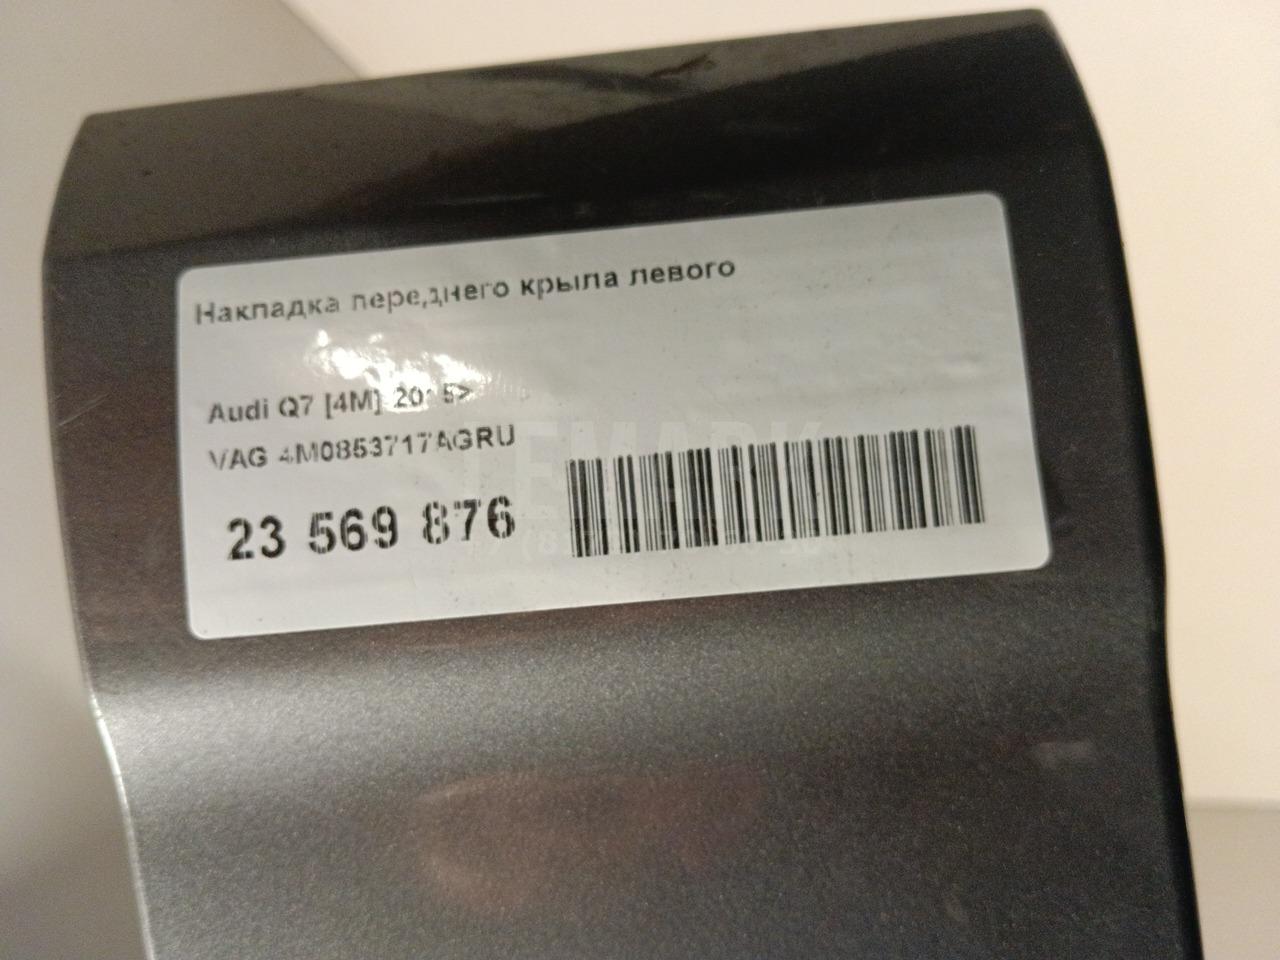 Накладка переднего крыла левого
Audi Q7 [4M] 2015>
VAG 4M0853717AGRU
23 569 876